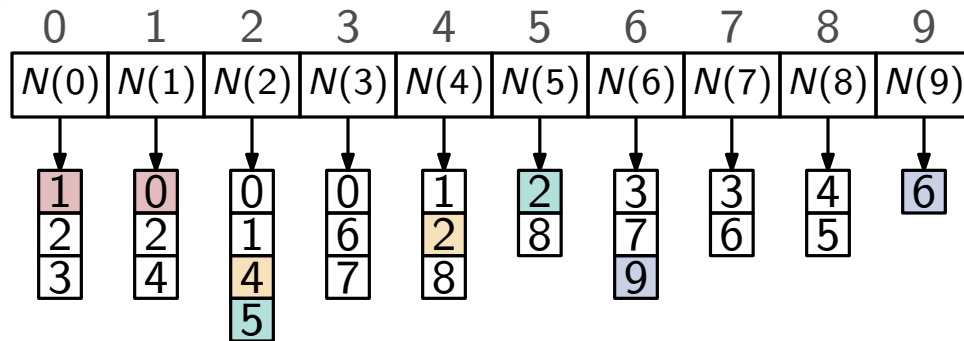 0 1 2 3 4 5 6 7 8 9
N(0) N(1) N(2) N(3) N(4) N(5) N(6) N(7) N(8) N(9)
1 0 0 0 1 2 3 3 4 6
2 2 1 6 2 8 7 6 5
3 4 4 7 8 9
5